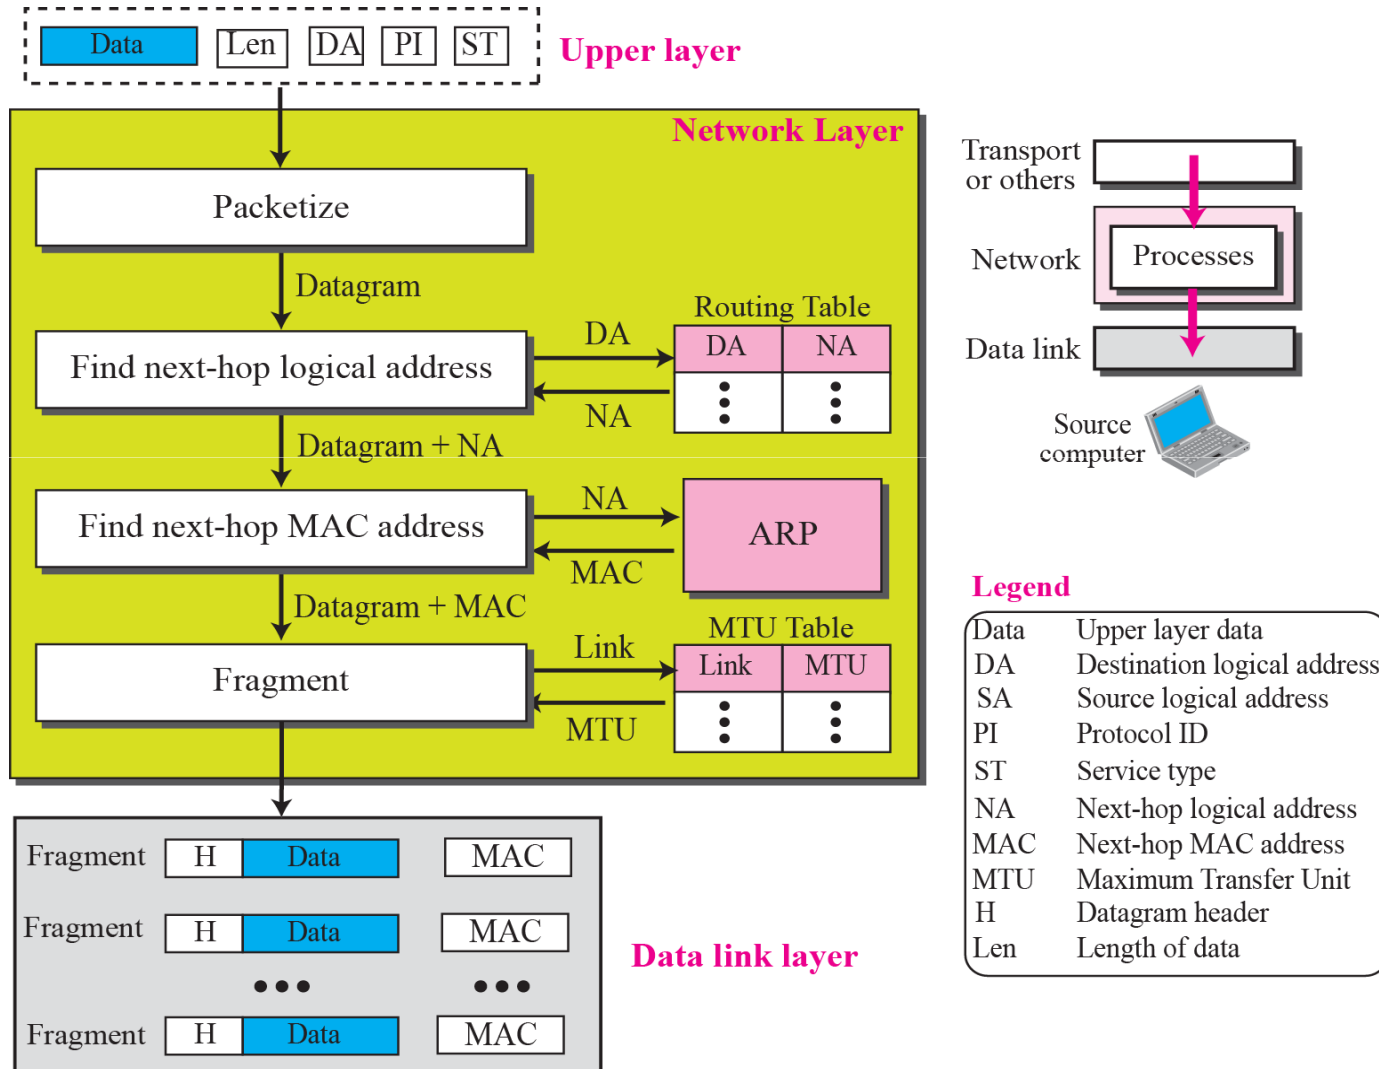 Data Len DA PI ST
Upper layer
Network Layer
Packetize
Datagram
Find next-hop logical address
DA
NA
Routing Table
DA NA
Datagram + NA
Find next-hop MAC address
NA
MAC
ARP
Datagram + MAC
Fragment
Link
MTU
MTU Table
Link MTU
Fragment H Data MAC
Fragment H Data MAC
Fragment H Data MAC
Data link layer
Transport
or others
Network
Processes
Data link
Source
computer
Legend
Data Upper layer data
DA Destination logical address
SA Source logical address
PI Protocol ID
ST Service type
NA Next-hop logical address
MAC Next-hop MAC address
MTU Maximum Transfer Unit
H Datagram header
Len Length of data